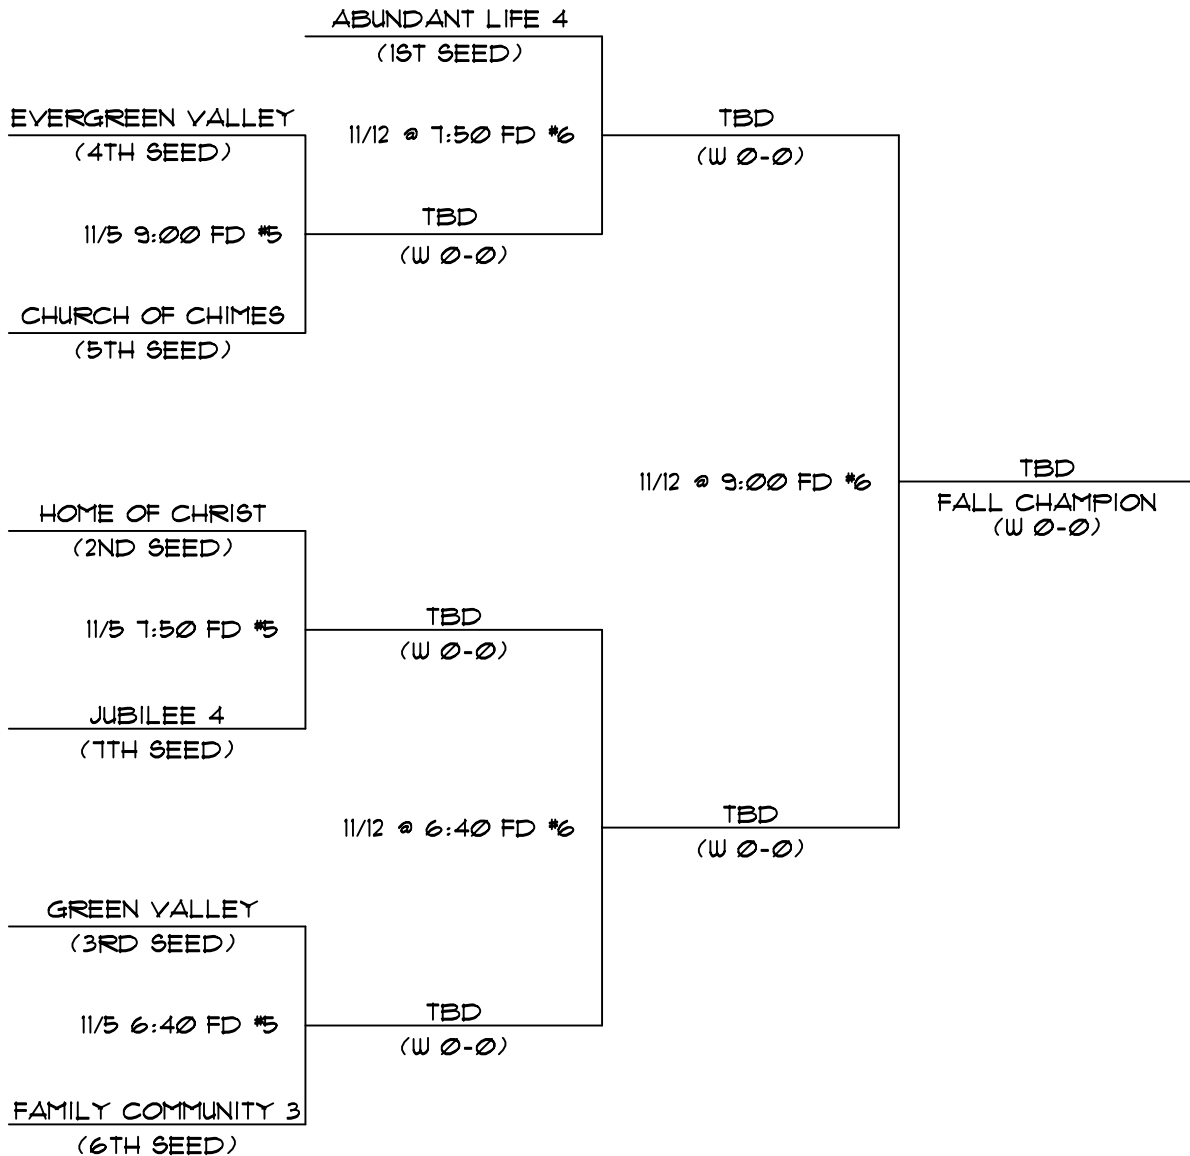 ABUNDANT LIFE 4
(1ST SEED)
EVERGREEN VALLEY
(4TH SEED)
11/12 @ 7:50 FD #6
TBD
(W 0-0)
11/5 9:00 FD #5
TBD
(W 0-0)
CHURCH OF CHIMES
(5TH SEED)
11/12 @ 9:00 FD #6
TBD
FALL CHAMPION
(W 0-0)
HOME OF CHRIST
(2ND SEED)
11/5 7:50 FD #5
TBD
(W 0-0)
JUBILEE 4
(7TH SEED)
11/12 @ 6:40 FD #6
TBD
(W 0-0)
GREEN VALLEY
(3RD SEED)
11/5 6:40 FD #5
TBD
(W 0-0)
FAMILY COMMUNITY 3
(6TH SEED)